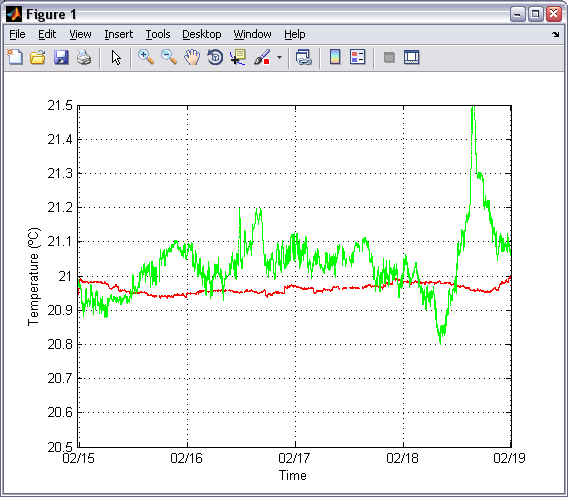 Figure 1
File Edit View Insert Tools Desktop Window Help
21.5
21.4
21.3
21.2
21.1
21
20.9
20.8
20.7
20.6
20.5
Temperature (ºC)
02/15 02/16 02/17 02/18 02/19
Time